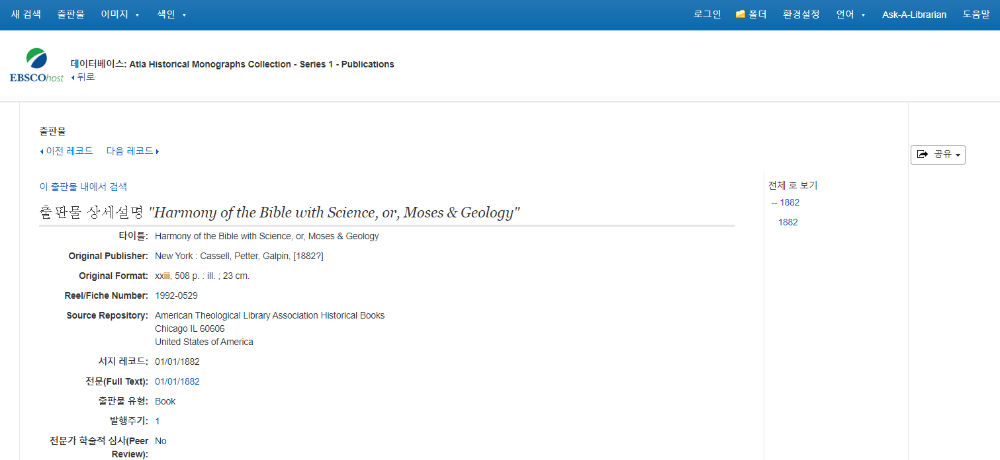 새 검색 출판물 이미지 색인 로그인 폴더 환경설정 언어 Ask-A-Librarian 도움말
EBSCOhost
데이터베이스: Atla Historical Monographs Collection - Series 1 - Publications
뒤로
출판물
이전 레코드 다음 레코드
공유
이 출판물 내에서 검색
출판물 상세설명 "Harmony of the Bible with Science, or, Moses & Geology"
타이틀: Harmony of the Bible with Science, or, Moses & Geology
Original Publisher: New York : Cassell, Petter, Galpin, [1882?]
Original Format: xxiii, 508 p. : ill. ; 23 cm.
Reel/Fiche Number: 1992-0529
Source Repository: American Theological Library Association Historical Books
Chicago IL 60606
United States of America
서지 레코드: 01/01/1882
전문(Full Text): 01/01/1882
출판물 유형: Book
발행주기: 1
전문가 학술적 심사(Peer Review): No
전체 호 보기
-- 1882
1882